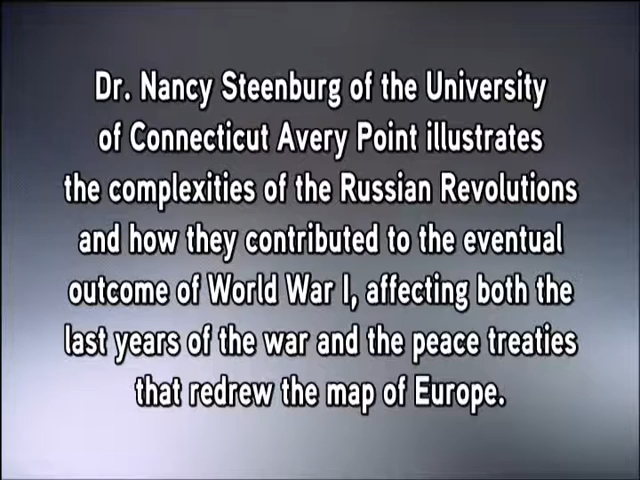 Dr. Nancy Steenburg of the University
of Connecticut Avery Point illustrates
the complexities of the Russian Revolutions
and how they contributed to the eventual
outcome of World War I, affecting both the
last years of the war and the peace treaties
that redrew the map of Europe.